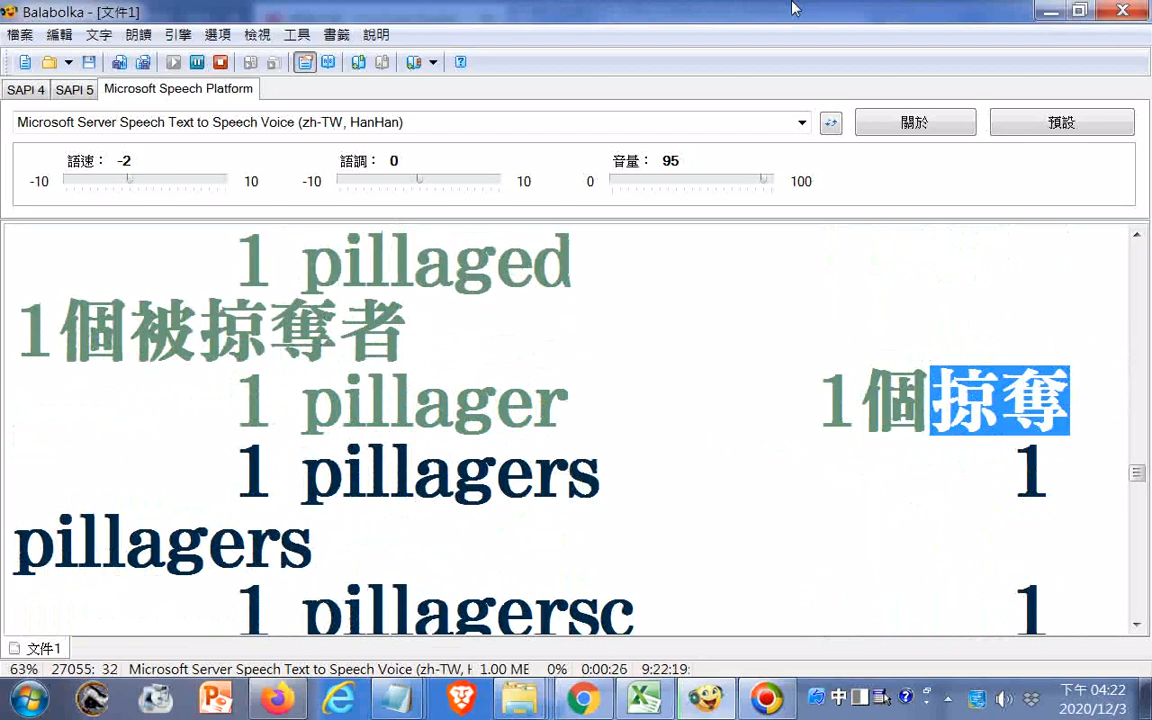 Balabolka - [文件1]
檔案 編輯 文字 朗讀 引擎 選項 檢視 工具 書籤 說明
SAPI 4 SAPI 5 Microsoft Speech Platform
Microsoft Server Speech Text to Speech Voice (zh-TW, HanHan) 關於 預設
語速： -2 語調： 0 音量： 95
-10 10 -10 10 0 100
1 pillaged
1個被掠奪者
1 pillager 1個掠奪
1 pillagers 1
pillagers
1 pillagersc 1
文件1
63% 27055: 32 Microsoft Server Speech Text to Speech Voice (zh-TW, H 1.00 ME 0% 0:00:26 9:22:19:
中 下午 04:22
2020/12/3